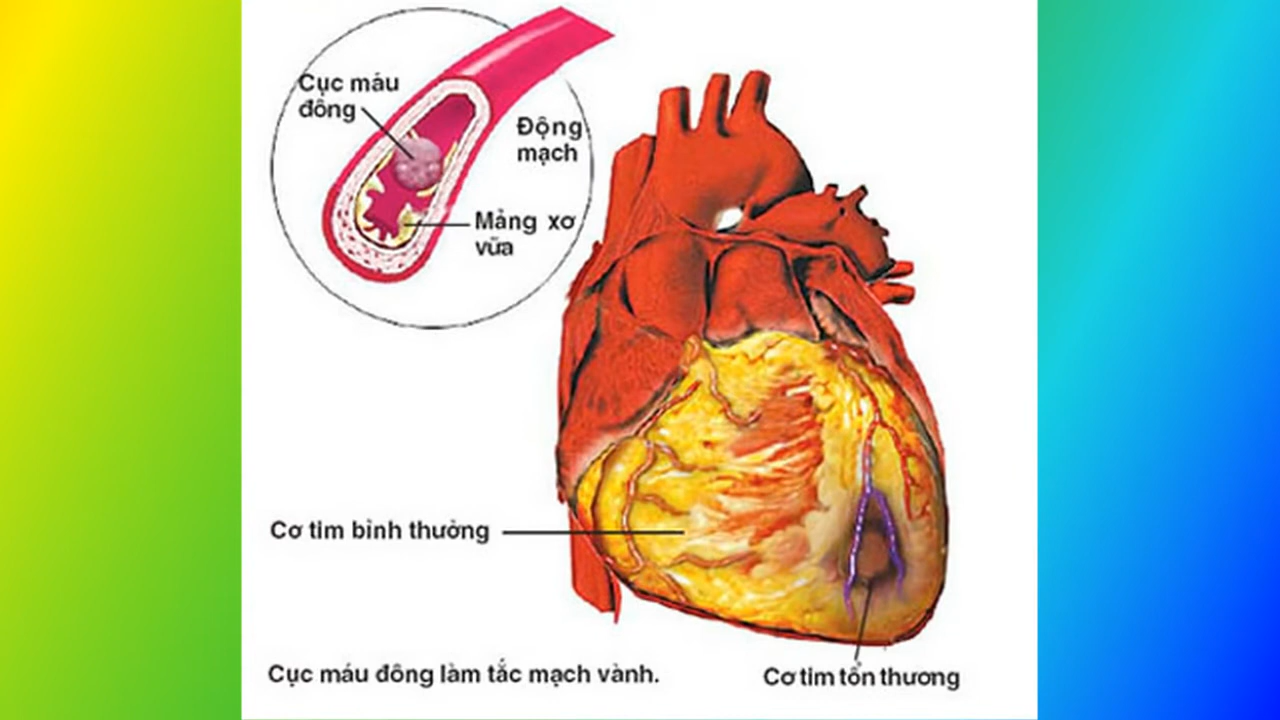 Cục máu
đông
Động
mạch
Mảng xơ
vữa
Cơ tim bình thường
Cục máu đông làm tắc mạch vành.
Cơ tim tổn thương